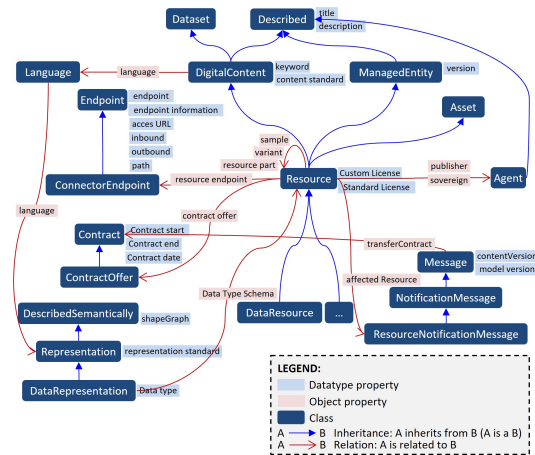 Dataset
Described
title
description
Language
language
DigitalContent
keyword
content standard
ManagedEntity
version
Endpoint
endpoint
endpoint information
acces URL
inbound
outbound
path
Asset
sample
variant
resource part
ConnectorEndpoint
resource endpoint
Resource
Custom License
Standard License
publisher
sovereign
Agent
language
contract offer
Contract
Contract start
Contract end
Contract date
ContractOffer
transferContract
Message
contentVersion
model version
affected Resource
NotificationMessage
Data Type Schema
DescribedSemantically
shapeGraph
DataResource
...
ResourceNotificationMessage
Representation
representation standard
DataRepresentation
Data type
LEGEND:
Datatype property
Object property
Class
A B Inheritance: A inherits from B (A is a B)
A B Relation: A is related to B